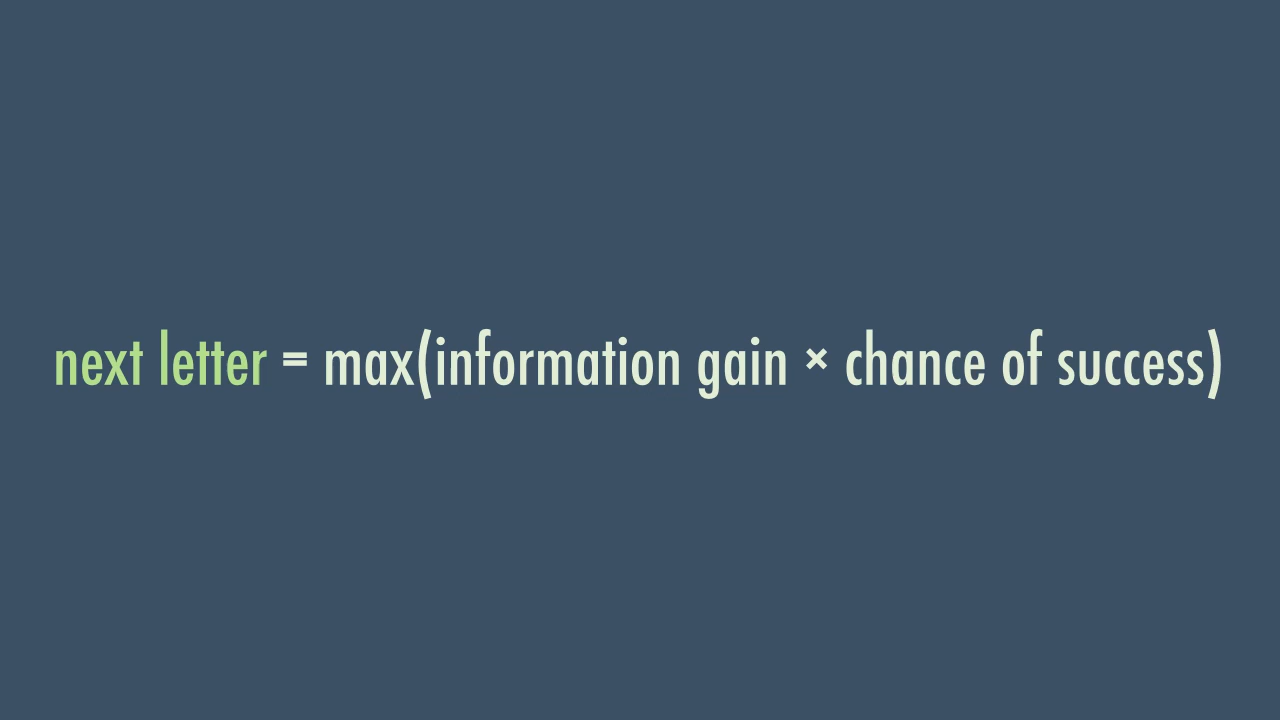 next letter = max(information gain × chance of success)